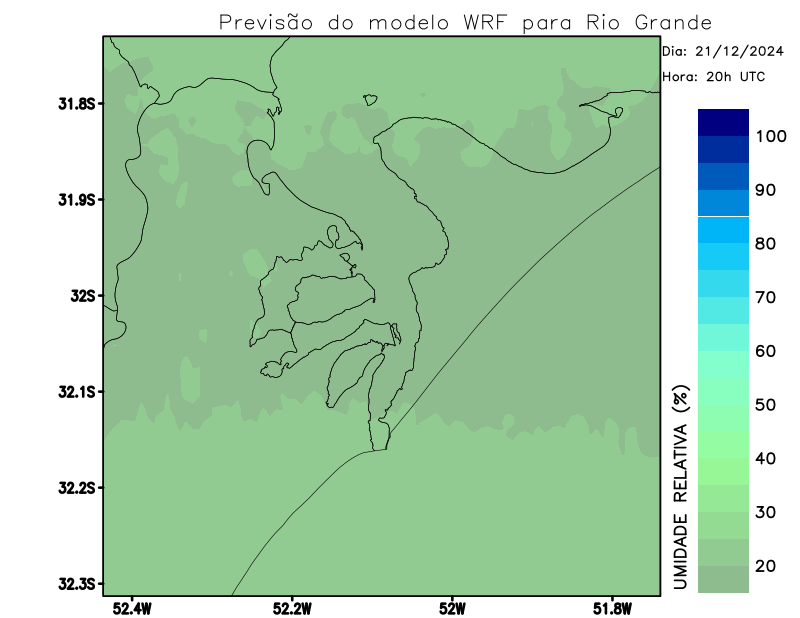 Previsão do modelo WRF para Rio Grande
Dia: 21/12/2024
Hora: 20h UTC
31.8S
31.9S
32S
32.1S
32.2S
32.3S
52.4W
52.2W
52W
51.8W
100
90
80
70
60
50
40
30
20
UMIDADE RELATIVA (%)